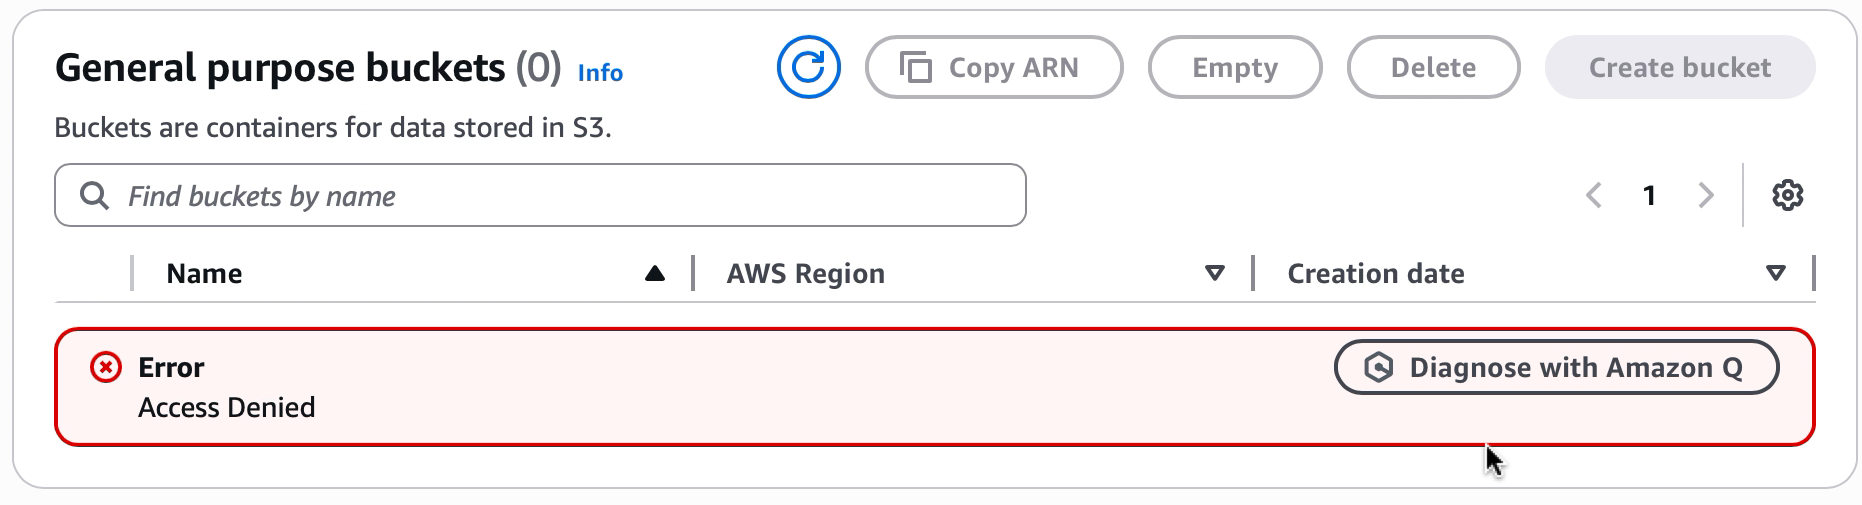 General purpose buckets (0) Info
Copy ARN
Empty
Delete
Create bucket
Buckets are containers for data stored in S3.
Find buckets by name
1
Name
AWS Region
Creation date
Error
Diagnose with Amazon Q
Access Denied